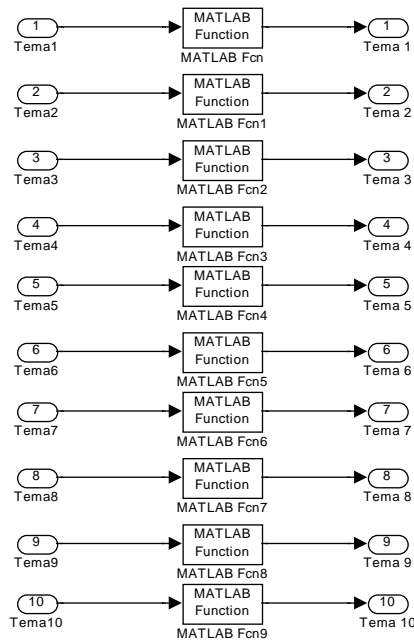 1 MATLAB Function 1
Tema1 MATLAB Fcn Tema 1
2 MATLAB Function 2
Tema2 MATLAB Fcn1 Tema 2
3 MATLAB Function 3
Tema3 MATLAB Fcn2 Tema 3
4 MATLAB Function 4
Tema4 MATLAB Fcn3 Tema 4
5 MATLAB Function 5
Tema5 MATLAB Fcn4 Tema 5
6 MATLAB Function 6
Tema6 MATLAB Fcn5 Tema 6
7 MATLAB Function 7
Tema7 MATLAB Fcn6 Tema 7
8 MATLAB Function 8
Tema8 MATLAB Fcn7 Tema 8
9 MATLAB Function 9
Tema9 MATLAB Fcn8 Tema 9
10 MATLAB Function 10
Tema10 MATLAB Fcn9 Tema 10